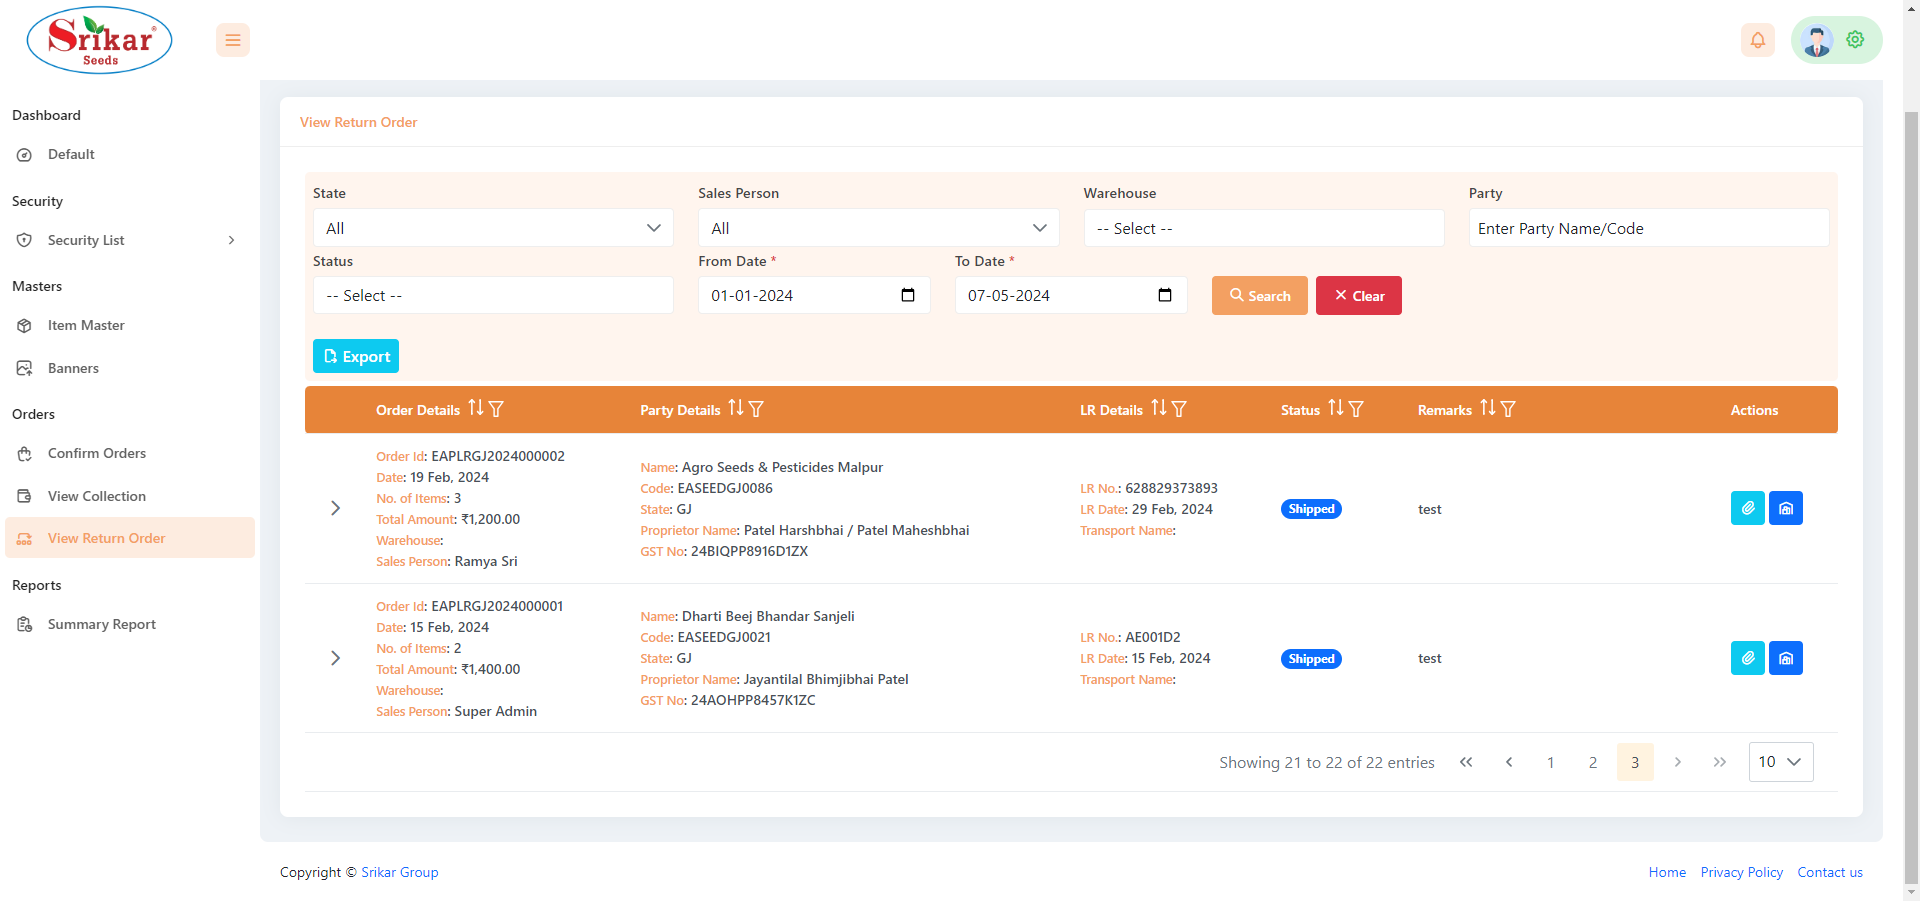 Srikar
Seeds
Dashboard
Default
Security
Security List
Masters
Item Master
Banners
Orders
Confirm Orders
View Collection
View Return Order
Reports
Summary Report
View Return Order
State
Sales Person
Warehouse
Party
All
All
-- Select --
Enter Party Name/Code
Status
From Date *
To Date *
-- Select --
01-01-2024
07-05-2024
Search
Clear
Export
Order Details
Party Details
LR Details
Status
Remarks
Actions
Order Id: EAPLRGJ2024000002
Date: 19 Feb, 2024
No. of Items: 3
Total Amount: ₹1,200.00
Warehouse:
Sales Person: Ramya Sri
Name: Agro Seeds & Pesticides Malpur
Code: EASEEDGJ0086
State: GJ
Proprietor Name: Patel Harshbhai / Patel Maheshbhai
GST No: 24BIQPP8916D1ZX
LR No.: 628829373893
LR Date: 29 Feb, 2024
Transport Name:
Shipped
test
Order Id: EAPLRGJ2024000001
Date: 15 Feb, 2024
No. of Items: 2
Total Amount: ₹1,400.00
Warehouse:
Sales Person: Super Admin
Name: Dharti Beej Bhandar Sanjeli
Code: EASEEDGJ0021
State: GJ
Proprietor Name: Jayantilal Bhimjibhai Patel
GST No: 24AOHPP8457K1ZC
LR No.: AE001D2
LR Date: 15 Feb, 2024
Transport Name:
Shipped
test
Showing 21 to 22 of 22 entries
1
2
3
10
Copyright © Srikar Group
Home
Privacy Policy
Contact us